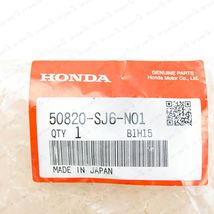 HONDA
GENUINE PARTS
Honda Motor Co., Ltd.
50820-SJ6-N01
QTY 1 B1H15
MADE IN JAPAN